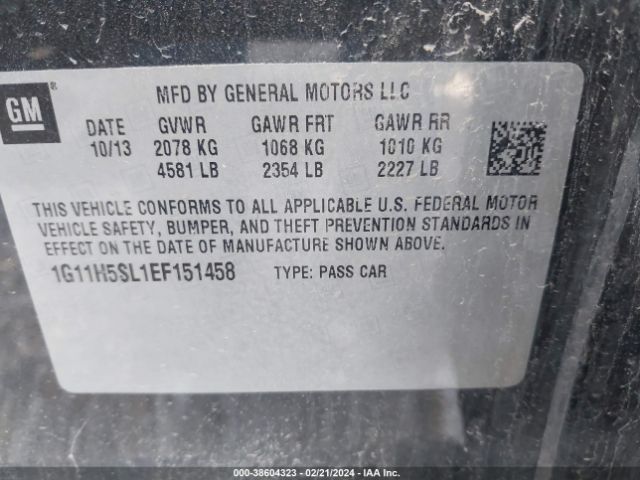 GM®
MFD BY GENERAL MOTORS LLC
DATE GVWR GAWR FRT GAWR RR
10/13 2078 KG 1068 KG 1010 KG
4581 LB 2354 LB 2227 LB
THIS VEHICLE CONFORMS TO ALL APPLICABLE U.S. FEDERAL MOTOR
VEHICLE SAFETY, BUMPER, AND THEFT PREVENTION STANDARDS IN
EFFECT ON THE DATE OF MANUFACTURE SHOWN ABOVE.
1G11H5SL1EF151458 TYPE: PASS CAR
000-38604323 - 02/21/2024 - IAA Inc.